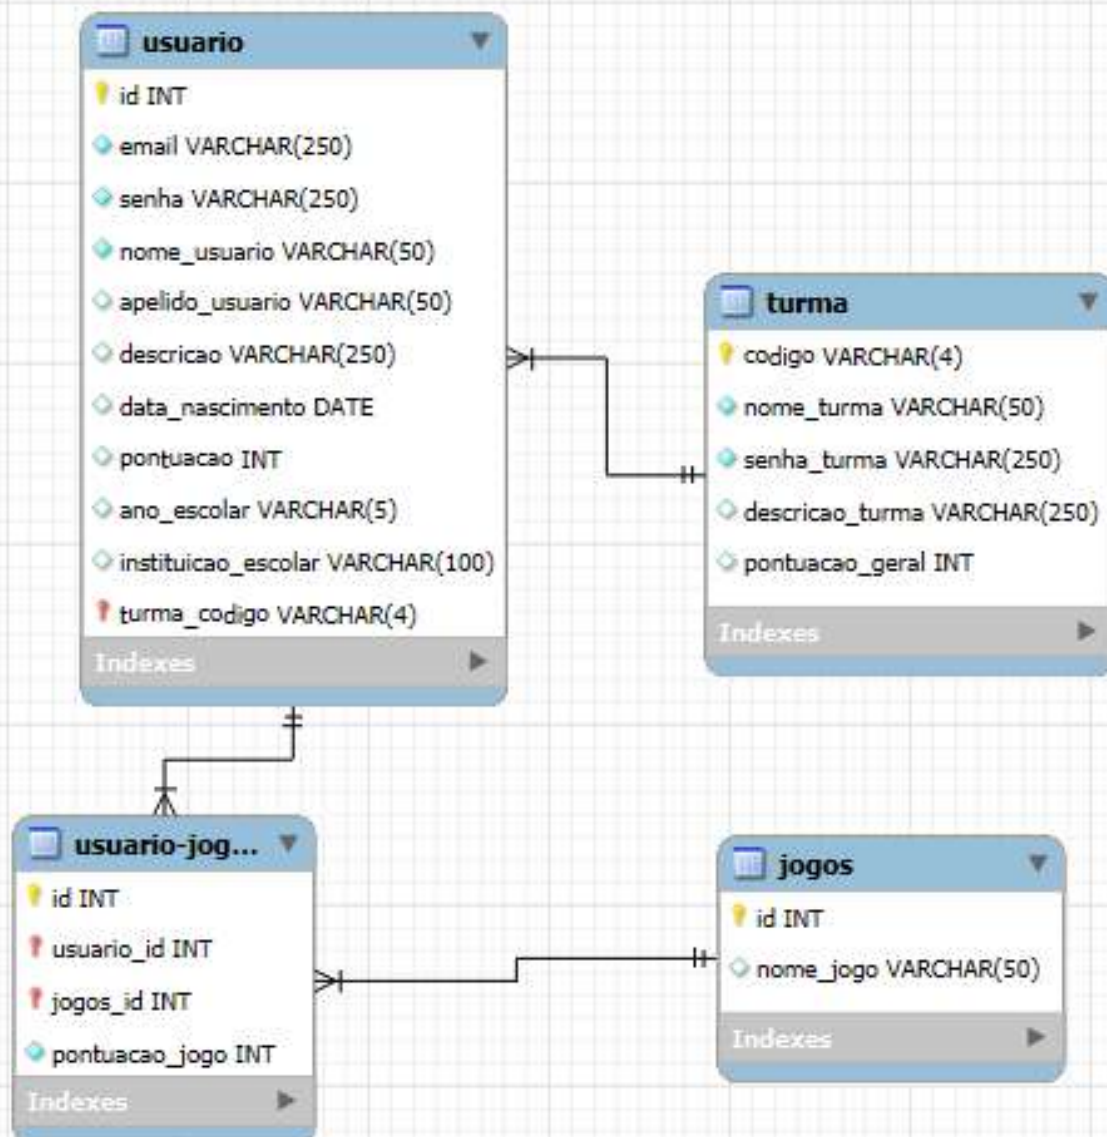 usuario
id INT
email VARCHAR(250)
senha VARCHAR(250)
nome_usuario VARCHAR(50)
apelido_usuario VARCHAR(50)
descricao VARCHAR(250)
data_nascimento DATE
pontuacao INT
ano_escolar VARCHAR(5)
instituicao_escolar VARCHAR(100)
turma_codigo VARCHAR(4)
Indexes
turma
codigo VARCHAR(4)
nome_turma VARCHAR(50)
senha_turma VARCHAR(250)
descricao_turma VARCHAR(250)
pontuacao_geral INT
Indexes
usuario-jog...
id INT
usuario_id INT
jogos_id INT
pontuacao_jogo INT
Indexes
jogos
id INT
nome_jogo VARCHAR(50)
Indexes